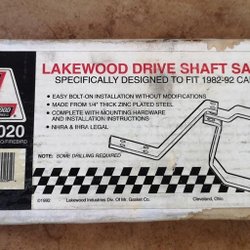 LAKEWOOD DRIVE SHAFT SA
SPECIFICALLY DESIGNED TO FIT 1982-92 CA
• EASY BOLT-ON INSTALLATION WITHOUT MODIFICATIONS
• MADE FROM 1/4" THICK ZINC PLATED STEEL
• COMPLETE WITH MOUNTING HARDWARE
AND INSTALLATION INSTRUCTIONS
• NHRA & IHRA LEGAL
020
NOTE: SOME DRILLING REQUIRED
©1992 Lakewood Industries Div. Of Mr. Gasket Co. Cleveland, Ohio